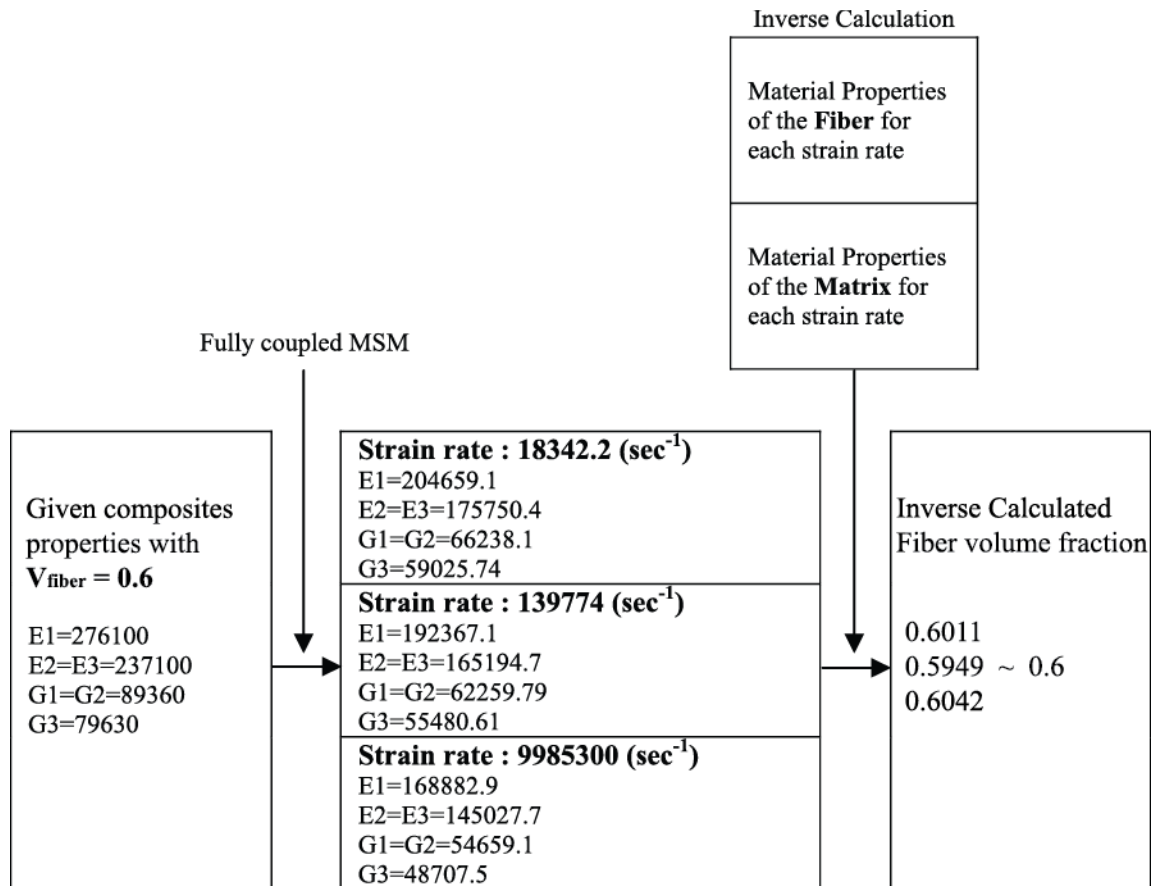 Inverse Calculation
Material Properties
of the Fiber for
each strain rate
Material Properties
of the Matrix for
each strain rate
Fully coupled MSM
Given composites
properties with
Vfiber = 0.6
E1=276100
E2=E3=237100
G1=G2=89360
G3=79630
Strain rate : 18342.2 (sec-1)
E1=204659.1
E2=E3=175750.4
G1=G2=66238.1
G3=59025.74
Strain rate : 139774 (sec-1)
E1=192367.1
E2=E3=165194.7
G1=G2=62259.79
G3=55480.61
Strain rate : 9985300 (sec-1)
E1=168882.9
E2=E3=145027.7
G1=G2=54659.1
G3=48707.5
Inverse Calculated
Fiber volume fraction
0.6011
0.5949 ~ 0.6
0.6042